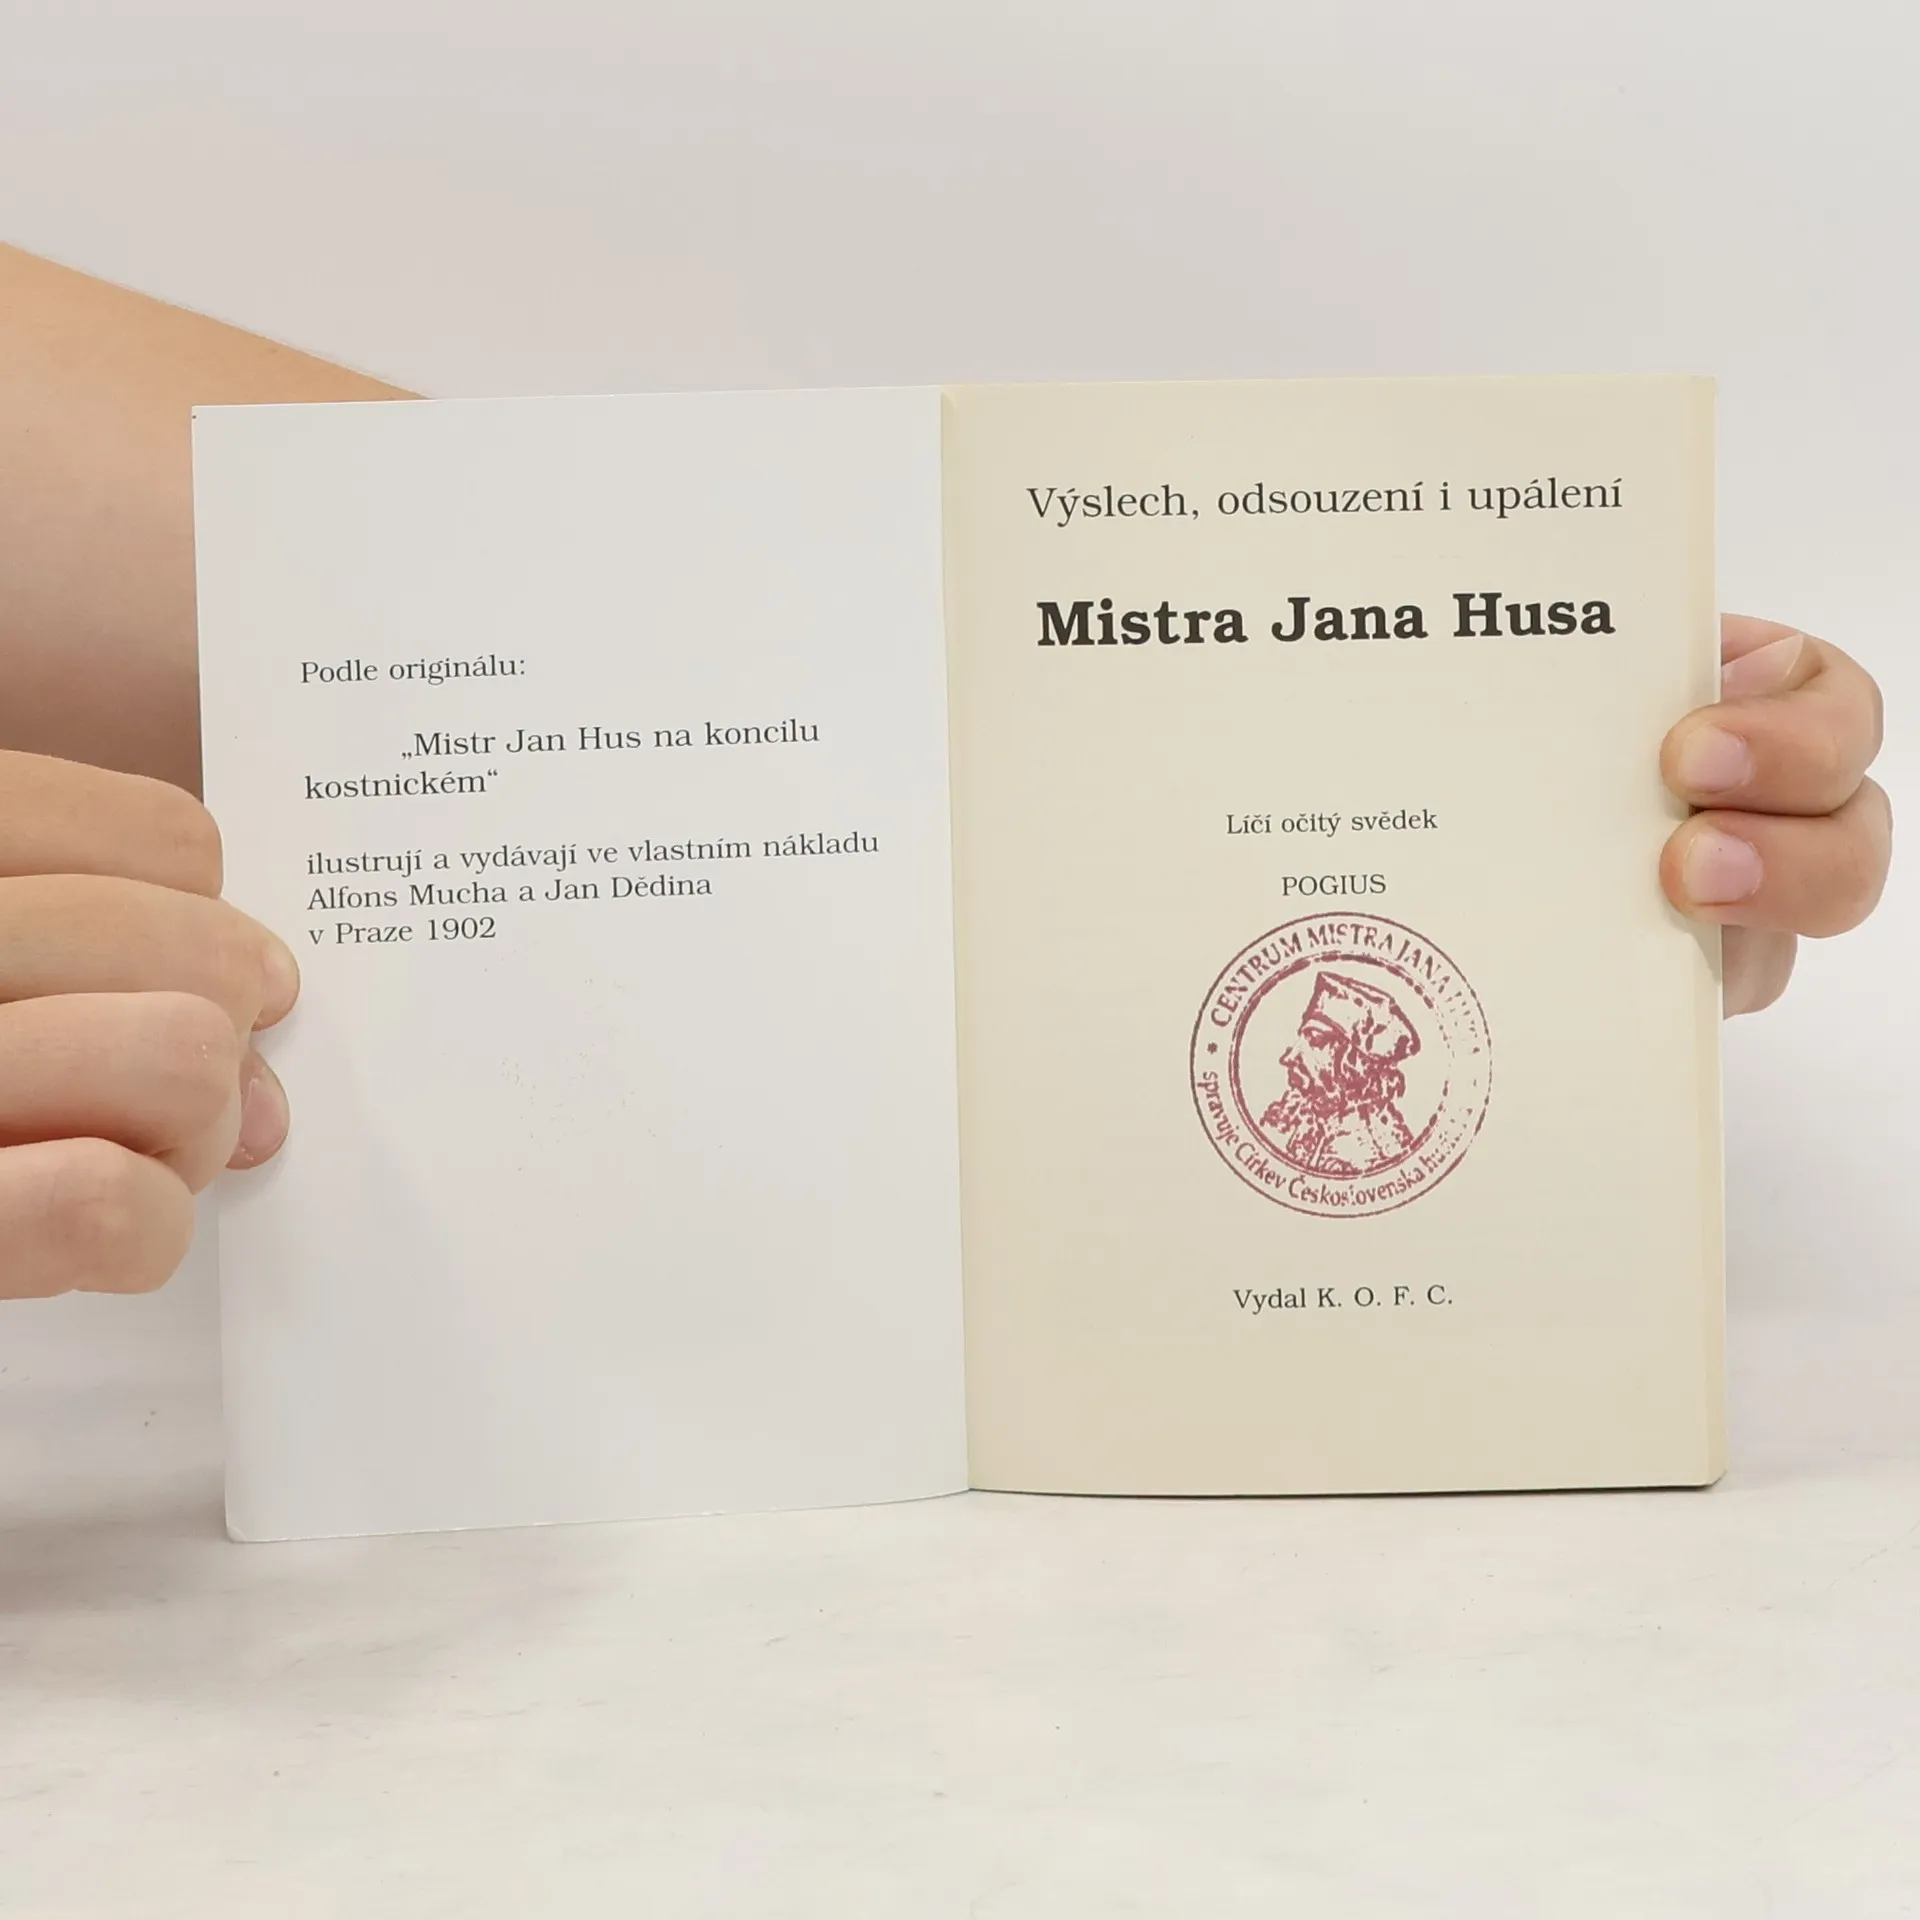 Podle originálu:
„Mistr Jan Hus na koncilu
kostnickém“
ilustrují a vydávají ve vlastním nákladu
Alfons Mucha a Jan Dědina
v Praze 1902
Výslech, odsouzení i upálení
Mistra Jana Husa
Líčí očitý svědek
POGIUS
CENTRUM MISTRA JANA HUSA
spravuje Církev Československá
Vydal K. O. F. C.